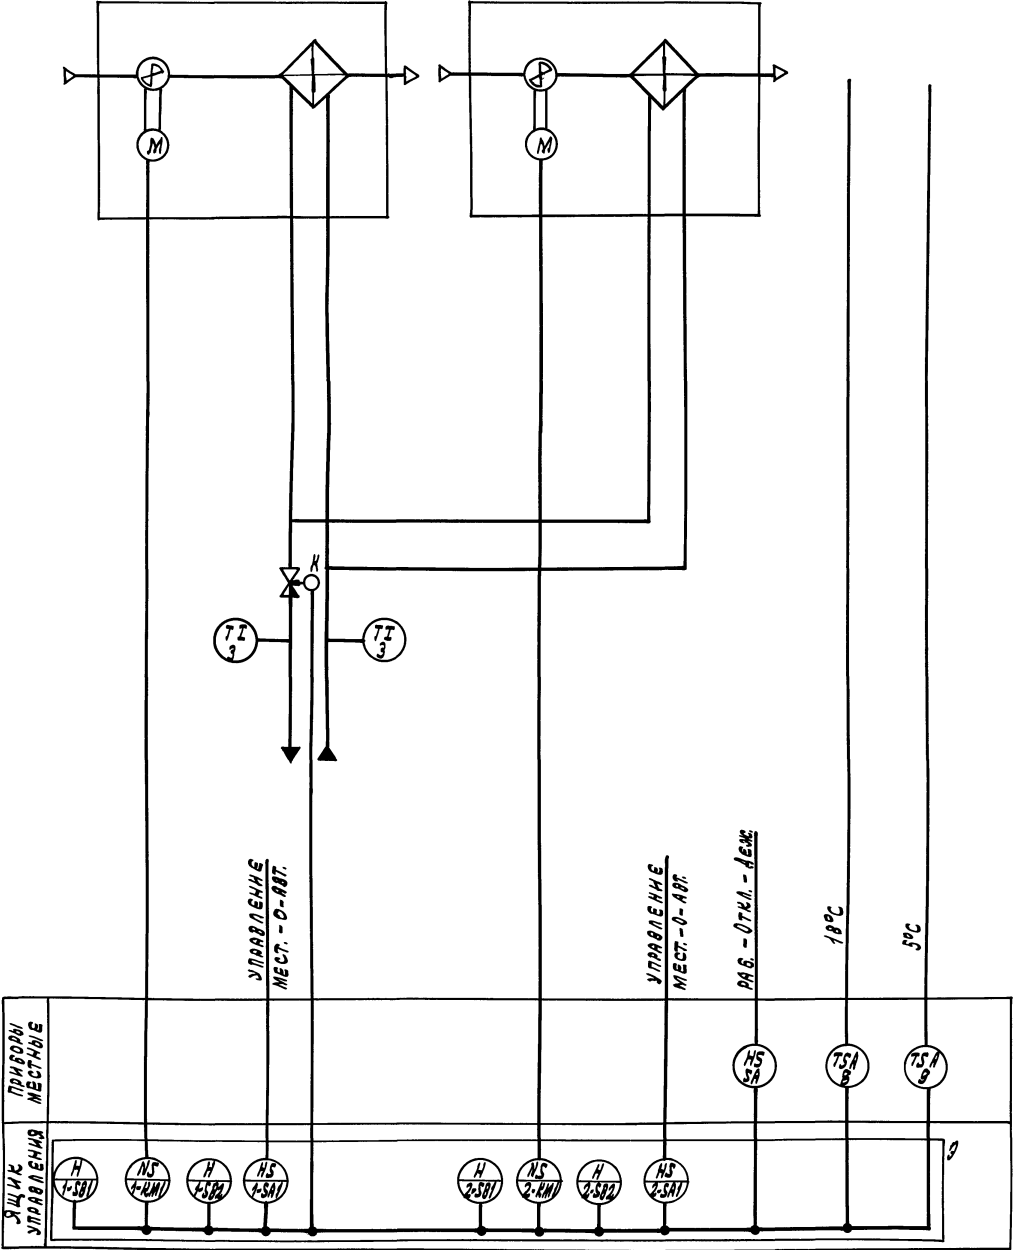 М
М
К
TI
3
TI
3
УПРАВЛЕНИЕ
МЕСТ.-О-АВТ.
УПРАВЛЕНИЕ
МЕСТ.-О-АВТ.
РАБ.-ОТКЛ.-ДЕЖ.
18°С
5°С
ПРИБОРЫ
МЕСТНЫЕ
HS
SA
TSA
8
TSA
9
ЯЩИК
УПРАВЛЕНИЯ
H
1-SB1
NS
1-KM1
H
1-SB2
HS
1-SA1
H
2-SB1
NS
2-KM1
H
2-SB2
HS
2-SA1
Э